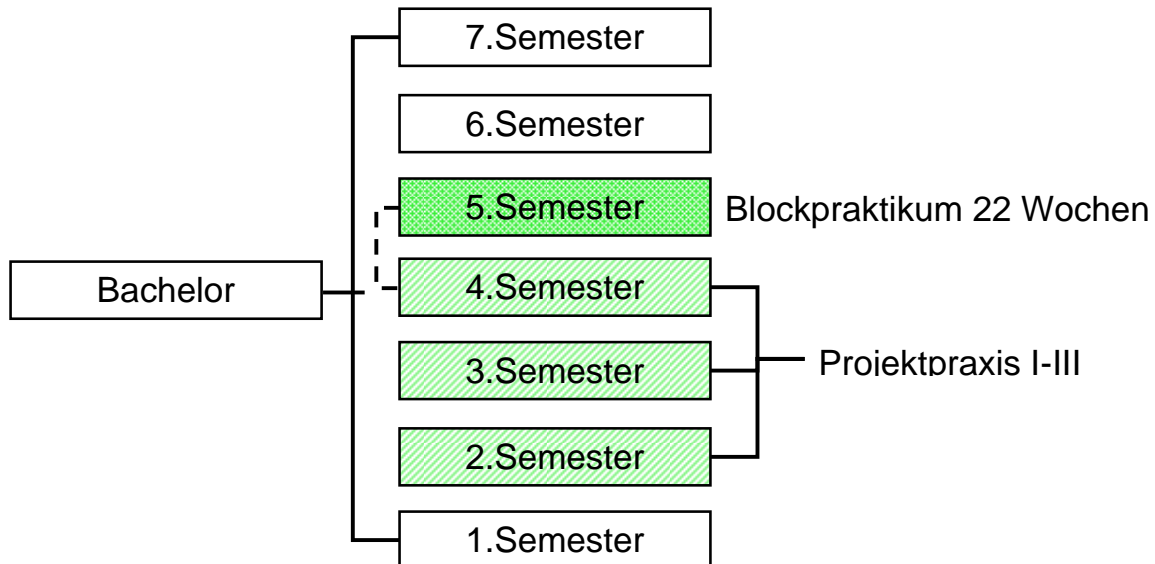 7.Semester
6.Semester
5.Semester
Blockpraktikum 22 Wochen
Bachelor
4.Semester
3.Semester
Projektpraxis I-III
2.Semester
1.Semester